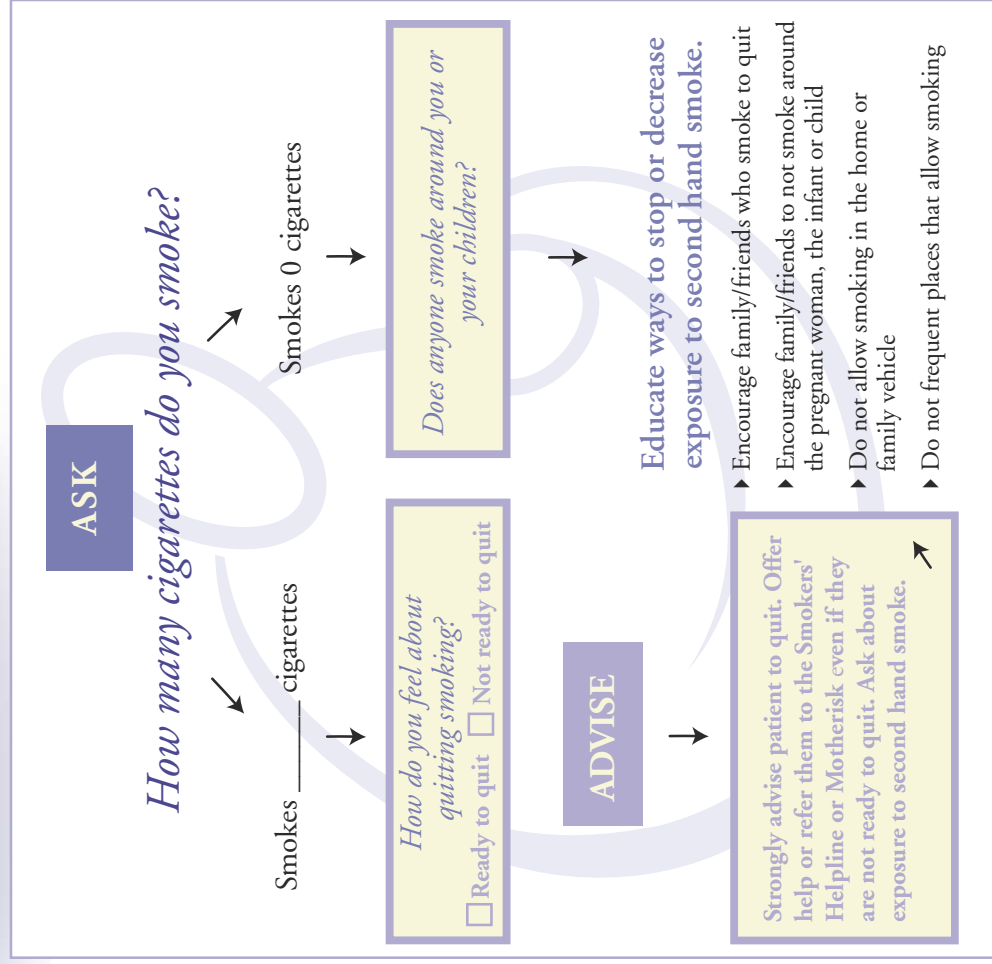 ASK
How many cigarettes do you smoke?
Smokes _______ cigarettes
Smokes 0 cigarettes
How do you feel about
quitting smoking?
Ready to quit Not ready to quit
Does anyone smoke around you or
your children?
ADVISE
Strongly advise patient to quit. Offer
help or refer them to the Smokers'
Helpline or Motherisk even if they
are not ready to quit. Ask about
exposure to second hand smoke.
Educate ways to stop or decrease
exposure to second hand smoke.
Encourage family/friends who smoke to quit
Encourage family/friends to not smoke around
the pregnant woman, the infant or child
Do not allow smoking in the home or
family vehicle
Do not frequent places that allow smoking